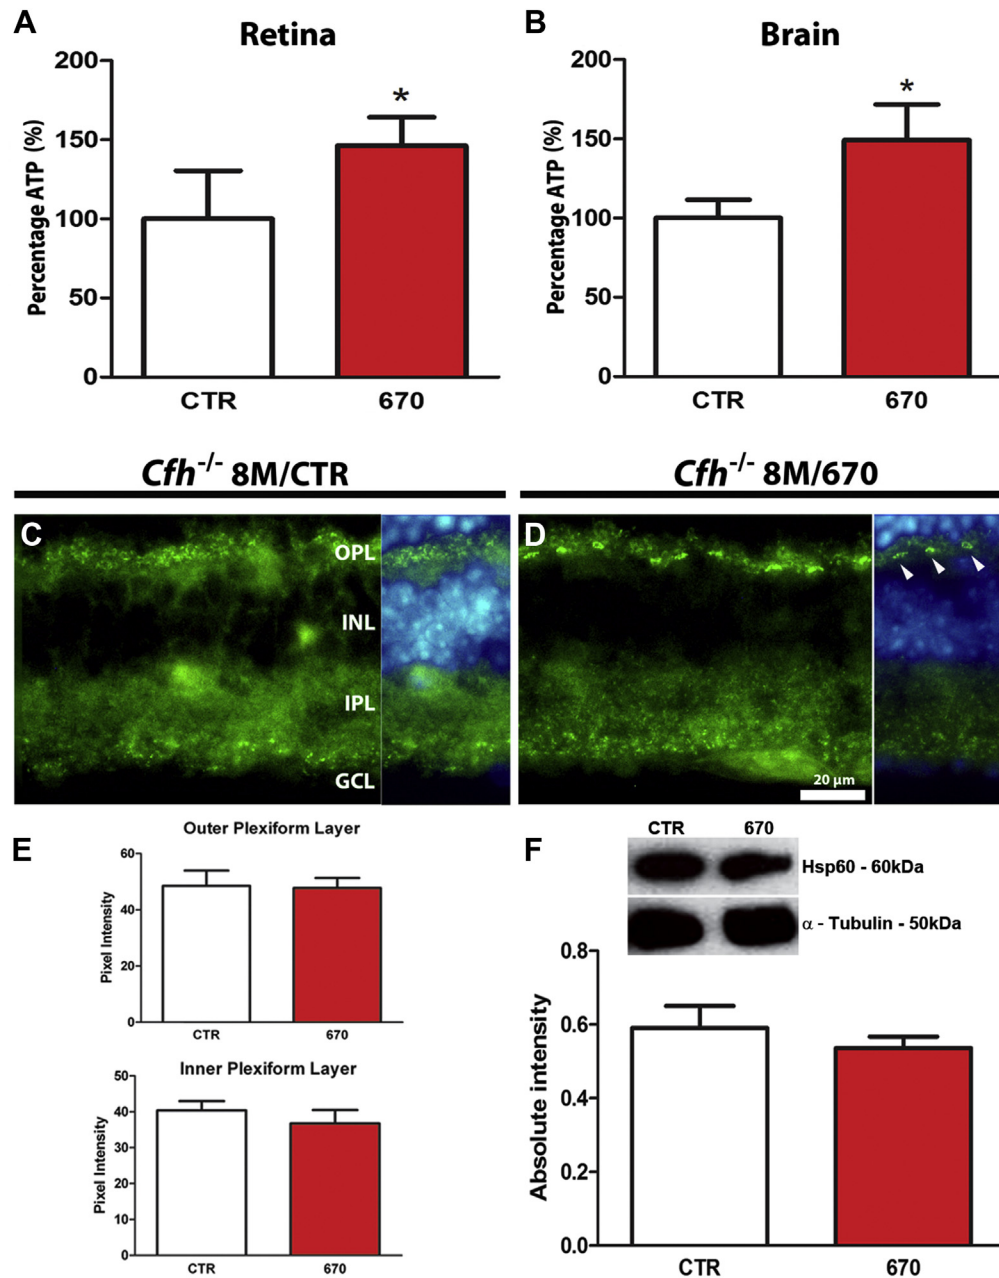 A
Retina
Percentage ATP (%)
200
150
100
50
0
CTR 670
*
B
Brain
Percentage ATP (%)
200
150
100
50
0
CTR 670
*
Cfh-/- 8M/CTR
Cfh-/- 8M/670
C
OPL
INL
IPL
GCL
D
20 µm
E
Outer Plexiform Layer
Pixel Intensity
60
40
20
0
CTR 670
Inner Plexiform Layer
Pixel Intensity
50
40
30
20
10
0
CTR 670
F
CTR 670
Hsp60 - 60kDa
α - Tubulin - 50kDa
Absolute intensity
0.8
0.6
0.4
0.2
0.0
CTR 670